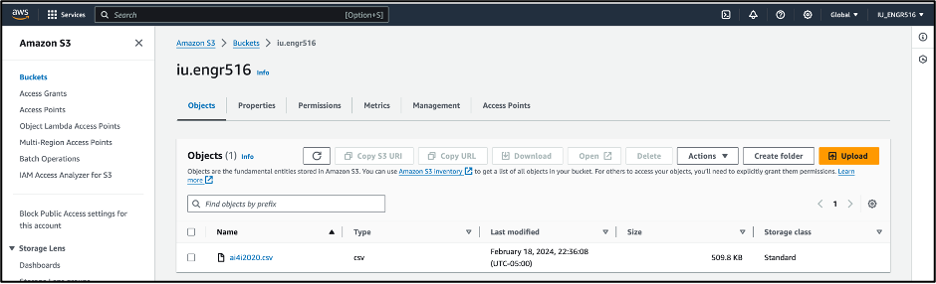 aws Services Search [Option+S] Global IU_ENGR516
Amazon S3
Buckets
Access Grants
Access Points
Object Lambda Access Points
Multi-Region Access Points
Batch Operations
IAM Access Analyzer for S3
Block Public Access settings for
this account
Storage Lens
Dashboards
Amazon S3 > Buckets > iu.engr516
iu.engr516 Info
Objects Properties Permissions Metrics Management Access Points
Objects (1) Info Copy S3 URI Copy URL Download Open Delete Actions Create folder Upload
Objects are the fundamental entities stored in Amazon S3. You can use Amazon S3 inventory to get a list of all objects in your bucket. For others to access your objects, you'll need to explicitly grant them permissions. Learn
more
Find objects by prefix 1
Name Type Last modified Size Storage class
ai4i2020.csv csv February 18, 2024, 22:36:08 509.8 KB Standard
(UTC-05:00)